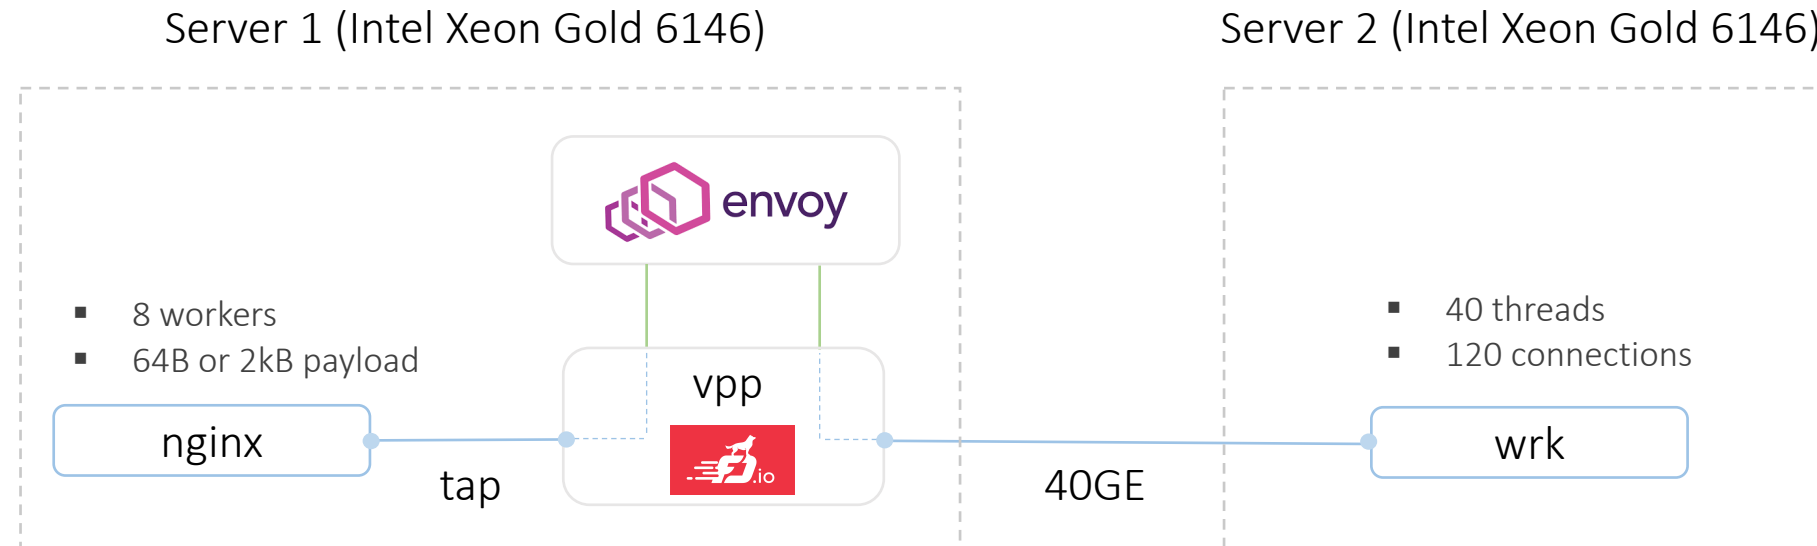 Server 1 (Intel Xeon Gold 6146)
Server 2 (Intel Xeon Gold 6146)
envoy
8 workers
64B or 2kB payload
40 threads
120 connections
vpp
nginx
FD.io
wrk
tap
40GE